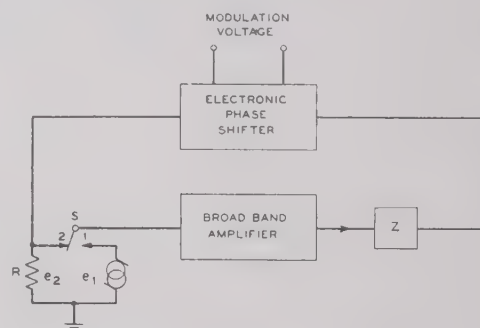 MODULATION
VOLTAGE
ELECTRONIC
PHASE
SHIFTER
BROAD BAND
AMPLIFIER
Z
S
2 1
R
e2
e1